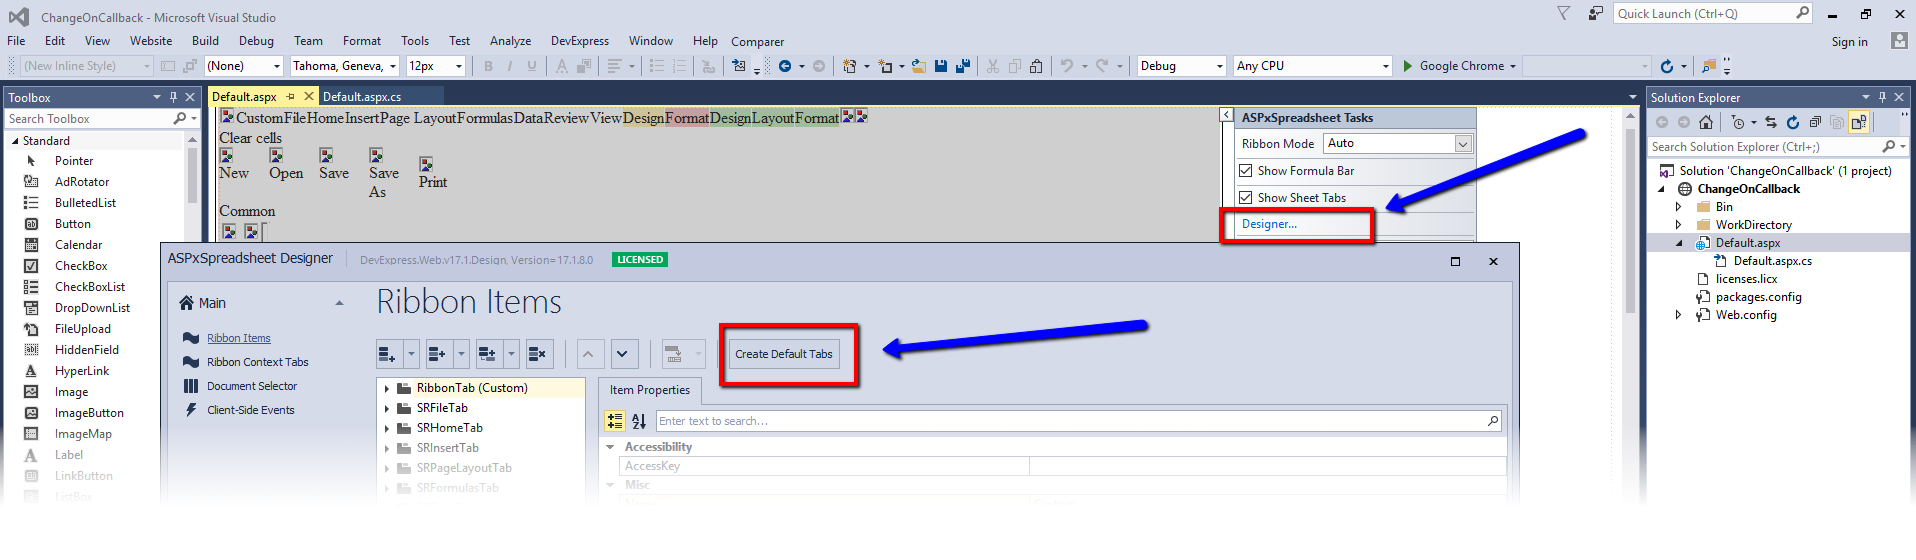 ChangeOnCallback - Microsoft Visual Studio
Quick Launch (Ctrl+Q)
File Edit View Website Build Debug Team Format Tools Test Analyze DevExpress Window Help Comparer
Sign in
(New Inline Style) (None) Tahoma, Geneva, 12px B I U A Debug Any CPU Google Chrome
Toolbox
Search Toolbox
Standard
Pointer
AdRotator
BulletedList
Button
Calendar
CheckBox
CheckBoxList
DropDownList
FileUpload
HiddenField
HyperLink
Image
ImageButton
ImageMap
Label
LinkButton
ListBox
Default.aspx Default.aspx.cs
CustomFileHomeInsertPage LayoutFormulasDataReviewViewDesignFormatDesignLayoutFormat
Clear cells
New Open Save Save As Print
Common
ASPxSpreadsheet Tasks
Ribbon Mode Auto
Show Formula Bar
Show Sheet Tabs
Designer...
ASPxSpreadsheet Designer DevExpress.Web.v17.1.Design, Version= 17.1.8.0 LICENSED
Main
Ribbon Items
Ribbon Context Tabs
Document Selector
Client-Side Events
Ribbon Items
Create Default Tabs
RibbonTab (Custom)
SRFileTab
SRHomeTab
SRInsertTab
SRPageLayoutTab
SRFormulasTab
Item Properties
Enter text to search...
Accessibility
AccessKey
Misc
Solution Explorer
Search Solution Explorer (Ctrl+;)
Solution 'ChangeOnCallback' (1 project)
ChangeOnCallback
Bin
WorkDirectory
Default.aspx
Default.aspx.cs
licenses.licx
packages.config
Web.config